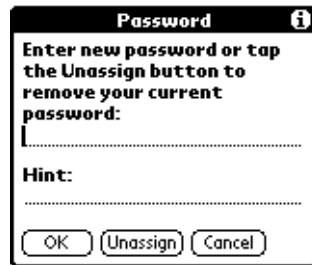 Password
Enter new password or tap
the Unassign button to
remove your current
password:
Hint:
OK Unassign Cancel